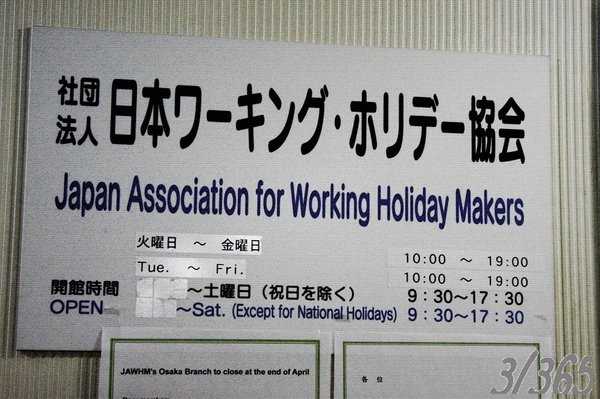 社団法人 日本ワーキング・ホリデー協会
Japan Association for Working Holiday Makers
火曜日 ～ 金曜日 10:00 ～ 19:00
Tue. ～ Fri. 10:00 ～ 19:00
開館時間 ～土曜日（祝日を除く） 9：30～17：30
OPEN ～Sat. (Except for National Holidays) 9：30～17：30
JAWHM's Osaka Branch to close at the end of April
各 位
3/365